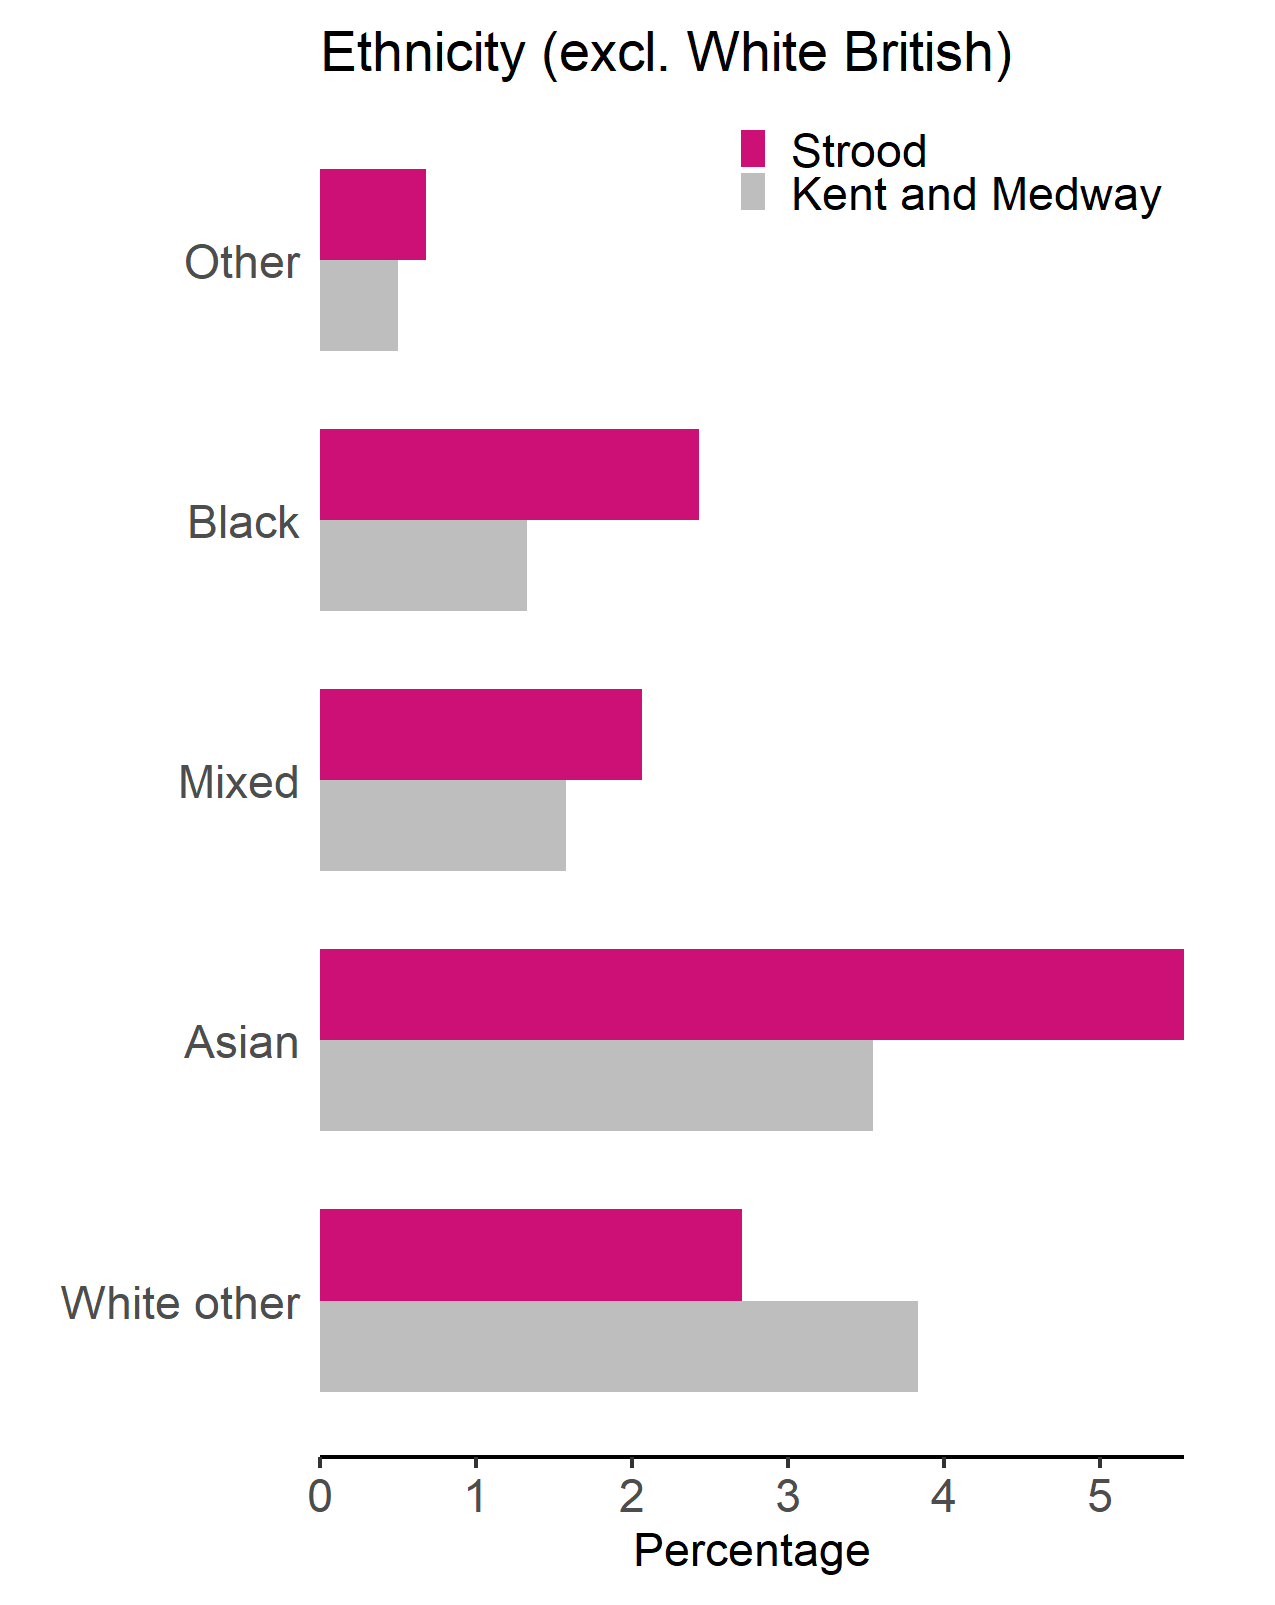 Ethnicity (excl. White British)
Strood
Kent and Medway
Other
Black
Mixed
Asian
White other
0 1 2 3 4 5
Percentage